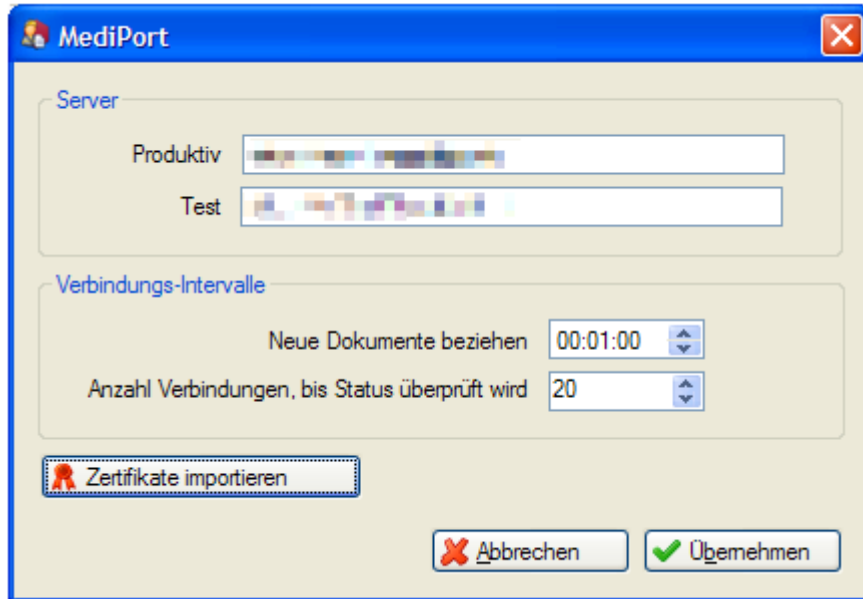 MediPort
Server
Produktiv
Test
Verbindungs-Intervalle
Neue Dokumente beziehen 00:01:00
Anzahl Verbindungen, bis Status überprüft wird 20
Zertifikate importieren
Abbrechen Übernehmen